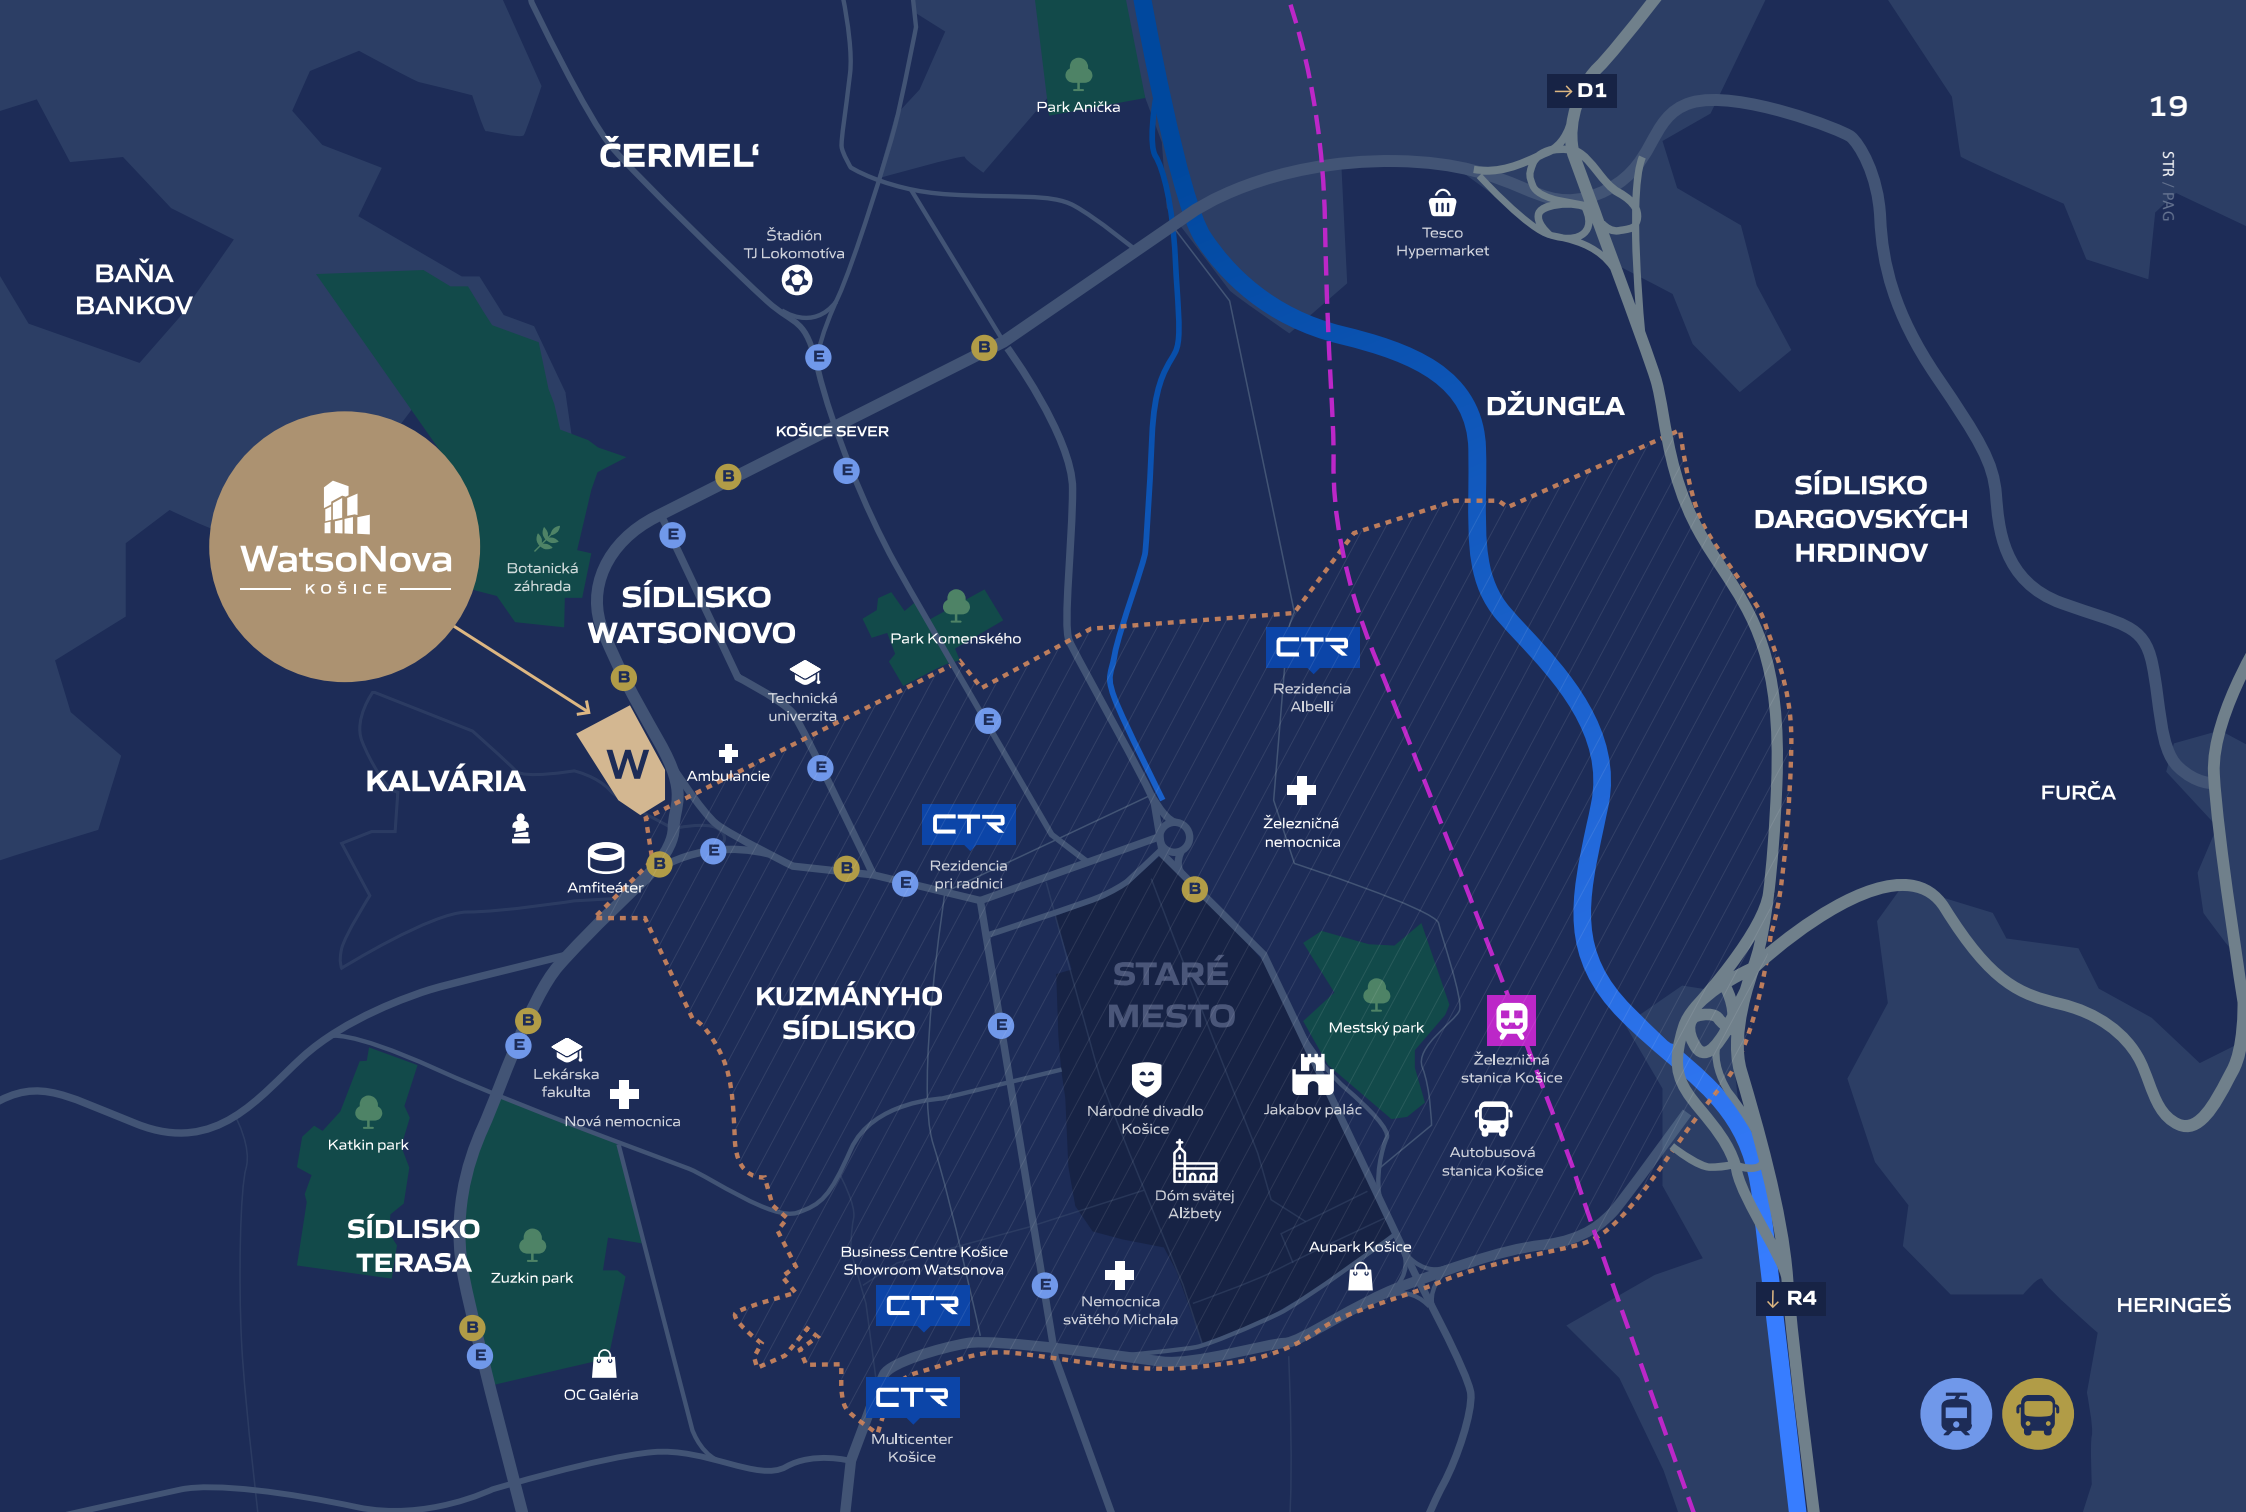 Park Anička
D1
19
STR / PAG
ČERMEĽ
Štadión
TJ Lokomotíva
Tesco
Hypermarket
BAŇA
BANKOV
E
B
DŽUNGĽA
KOŠICE SEVER
B
E
SÍDLISKO
DARGOVSKÝCH
HRDINOV
WatsoNova
KOŠICE
E
Botanická
záhrada
SÍDLISKO
WATSONOVO
Park Komenského
CTR
Rezidencia
Albelli
B
Technická
univerzita
E
W
Ambulancie
E
KALVÁRIA
FURČA
CTR
Rezidencia
pri radnici
Železničná
nemocnica
Amfiteáter
B
E
B
E
B
STARÉ
MESTO
KUZMÁNYHO
SÍDLISKO
Mestský park
B
E
E
Lekárska
fakulta
Nová nemocnica
Železničná
stanica Košice
Národné divadlo
Košice
Jakabov palác
Katkin park
Autobusová
stanica Košice
Dóm svätej
Alžbety
SÍDLISKO
TERASA
Zuzkin park
Business Centre Košice
Showroom Watsonova
CTR
E
Nemocnica
svätého Michala
Aupark Košice
R4
HERINGEŠ
B
E
OC Galéria
CTR
Multicenter
Košice